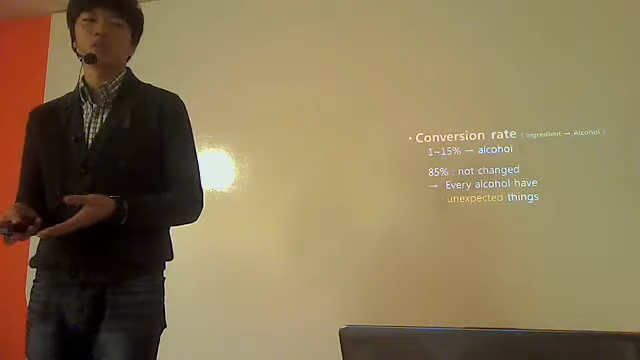 • Conversion rate ( Ingredient → Alcohol )
1~15% → alcohol
85% : not changed
→ Every alcohol have
unexpected things